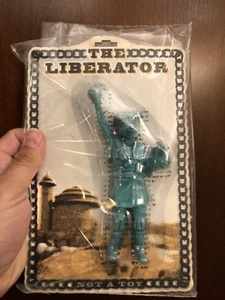 THE
LIBERATOR
NOT A TOY